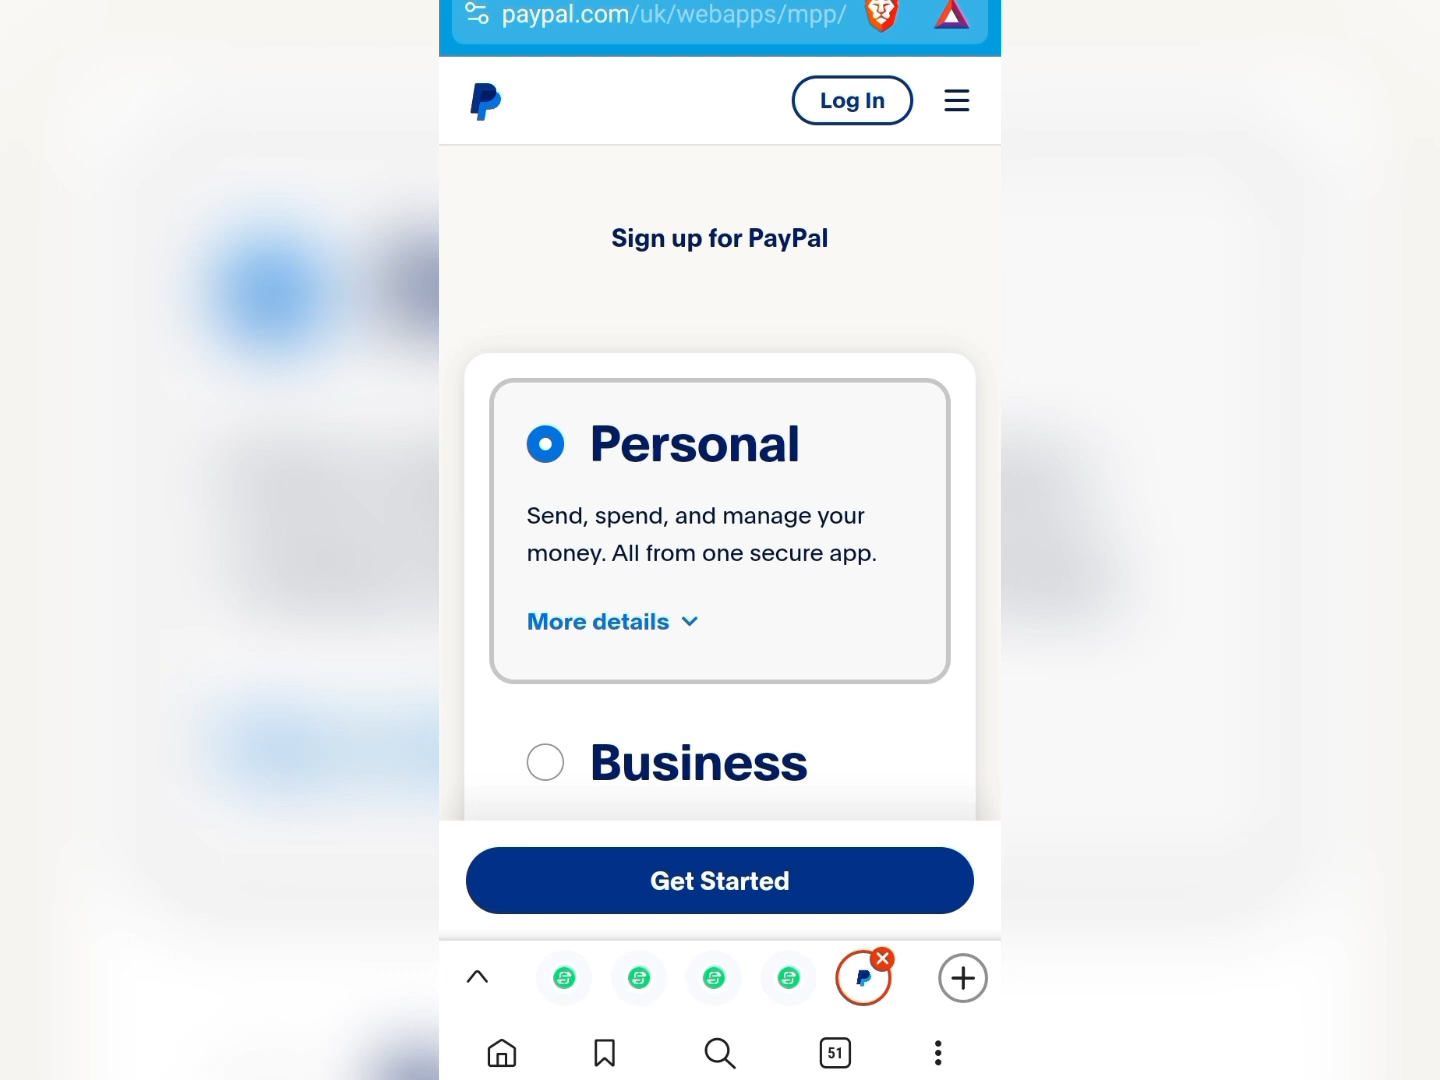 paypal.com/uk/webapps/mpp/
Log In
Sign up for PayPal
Personal
Send, spend, and manage your
money. All from one secure app.
More details
Business
Get Started
51